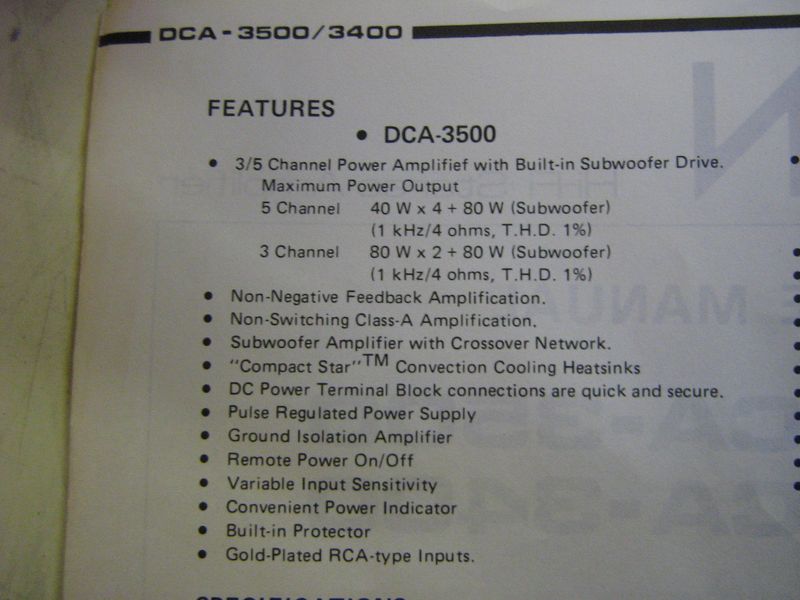 DCA - 3500/3400
FEATURES
• DCA-3500
• 3/5 Channel Power Amplifief with Built-in Subwoofer Drive.
Maximum Power Output
5 Channel 40 W x 4 + 80 W (Subwoofer)
(1 kHz/4 ohms, T.H.D. 1%)
3 Channel 80 W x 2 + 80 W (Subwoofer)
(1 kHz/4 ohms, T.H.D. 1%)
• Non-Negative Feedback Amplification.
• Non-Switching Class-A Amplification.
• Subwoofer Amplifier with Crossover Network.
• "Compact Star"TM Convection Cooling Heatsinks
• DC Power Terminal Block connections are quick and secure.
• Pulse Regulated Power Supply
• Ground Isolation Amplifier
• Remote Power On/Off
• Variable Input Sensitivity
• Convenient Power Indicator
• Built-in Protector
• Gold-Plated RCA-type Inputs.